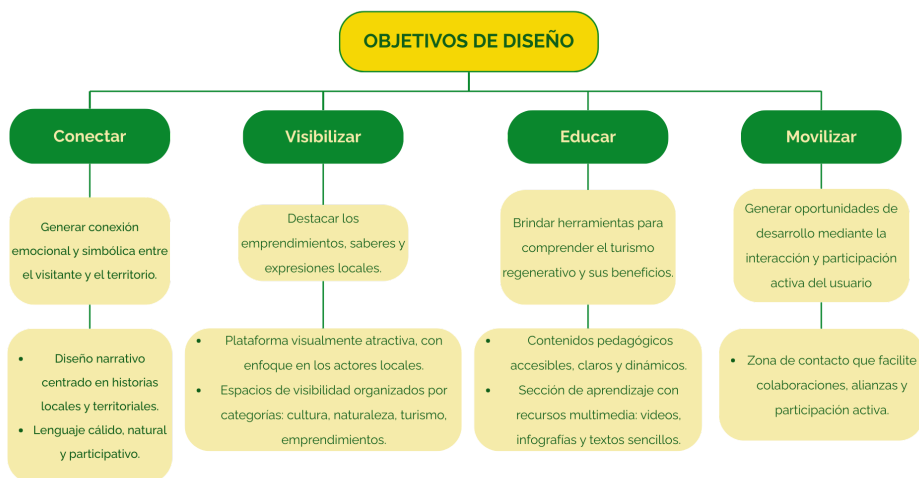 OBJETIVOS DE DISEÑO
Conectar
Generar conexión
emocional y simbólica entre
el visitante y el territorio.
• Diseño narrativo
centrado en historias
locales y territoriales.
• Lenguaje cálido, natural
y participativo.
Visibilizar
Destacar los
emprendimientos, saberes y
expresiones locales.
• Plataforma visualmente atractiva, con
enfoque en los actores locales.
• Espacios de visibilidad organizados por
categorías: cultura, naturaleza, turismo,
emprendimientos.
Educar
Brindar herramientas para
comprender el turismo
regenerativo y sus beneficios.
• Contenidos pedagógicos
accesibles, claros y dinámicos.
• Sección de aprendizaje con
recursos multimedia: videos,
infografías y textos sencillos.
Movilizar
Generar oportunidades de
desarrollo mediante la
interacción y participación
activa del usuario
• Zona de contacto que facilite
colaboraciones, alianzas y
participación activa.